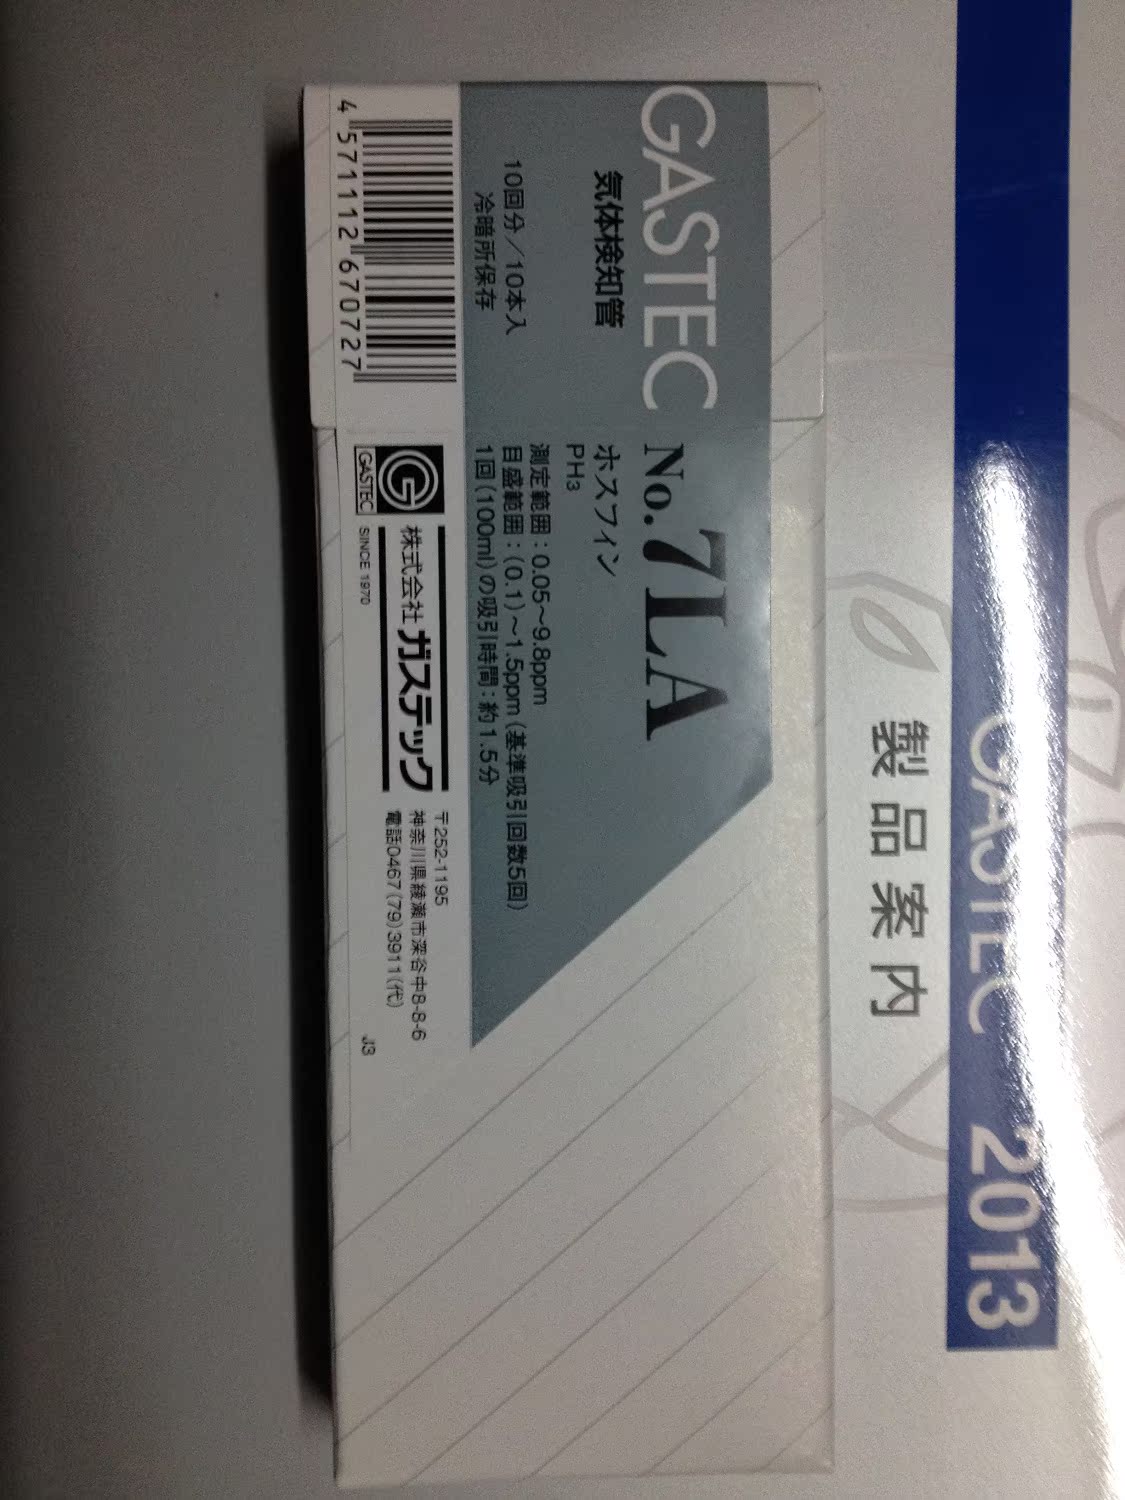 GASTEC 2013
製品案内
GASTEC No.7LA
気体検知管
ホスフィン
PH3
10回分/10本入
冷暗所保存
測定範囲:0.05~9.8ppm
目盛範囲:(0.1)~1.5ppm(基準吸引回数5回)
1回(100ml)の吸引時間:約1.5分
4 571112 670727
G
GASTEC
SINCE 1970
株式会社 ガステック
〒252-1195
神奈川県綾瀬市深谷中8-8-6
電話0467(79)3911(代)
J3